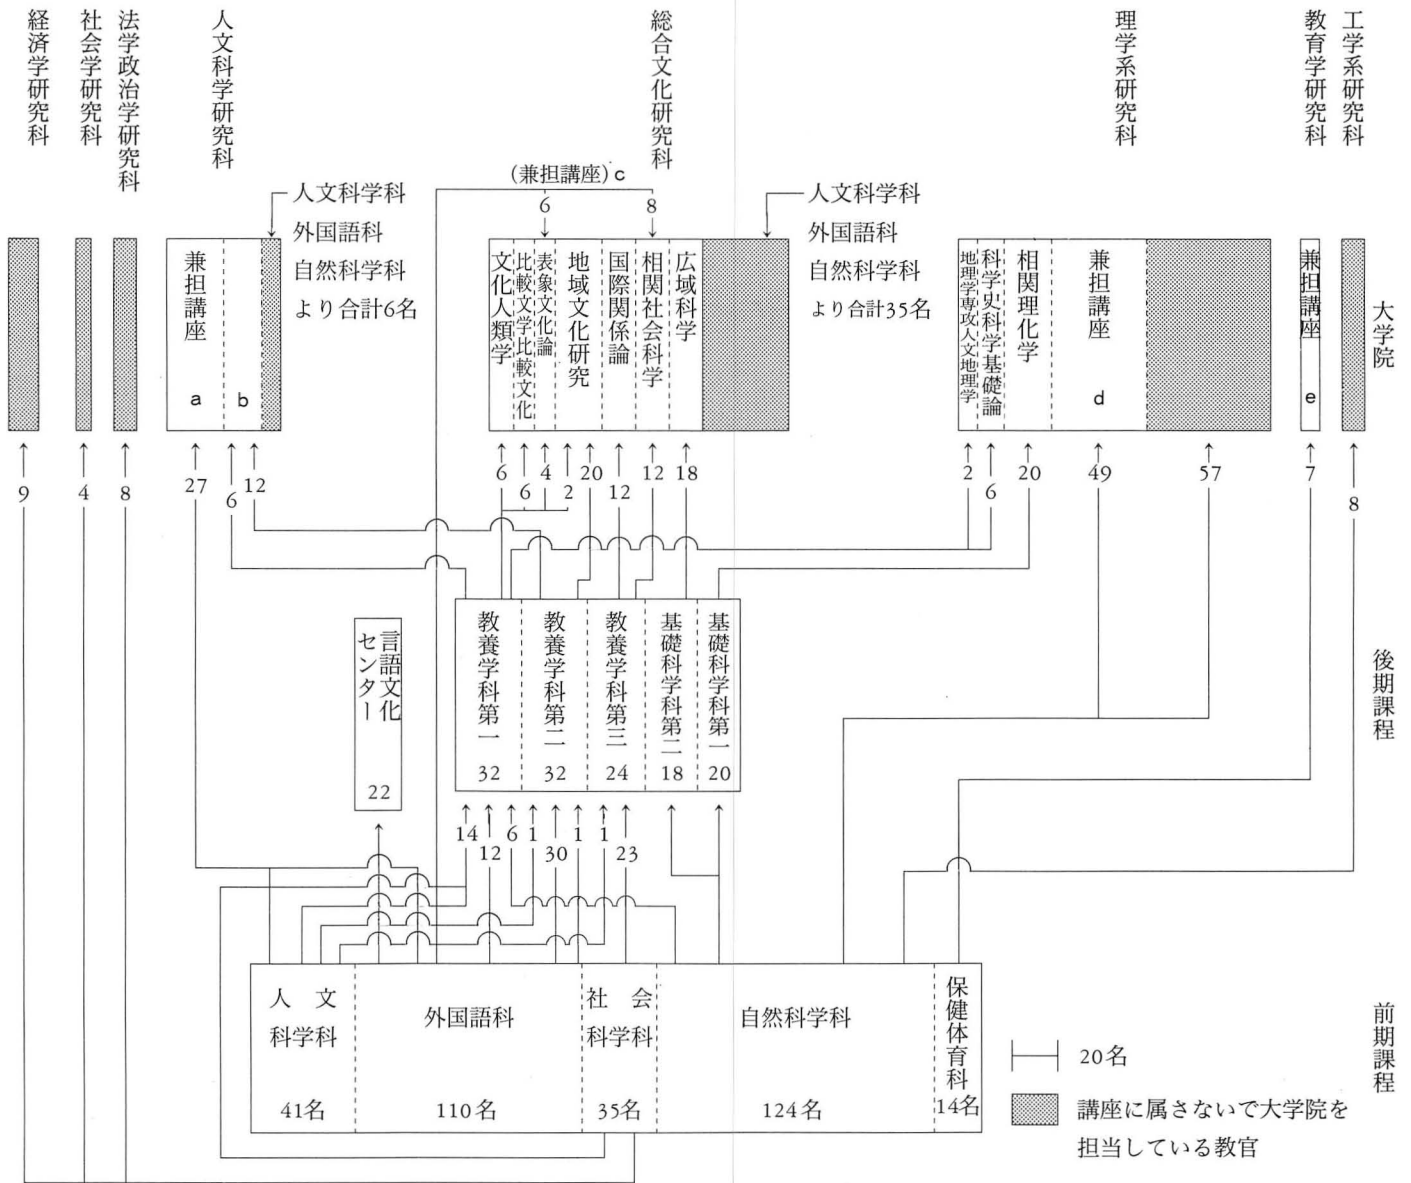 経済学研究科
社会学研究科
法学政治学研究科
人文科学研究科
総合文化研究科
理学系研究科
教育学研究科
工学系研究科
(兼担講座)c
6
8
人文科学科
外国語科
自然科学科
より合計6名
人文科学科
外国語科
自然科学科
より合計35名
兼担講座
a
b
文化人類学
比較文学比較文化
表象文化論
地域文化研究
国際関係論
相関社会科学
広域科学
地理学専攻人文地理学
科学史科学基礎論
相関理化学
兼担講座
d
兼担講座
e
大学院
9
4
8
27
6
12
6
6
4
2
20
12
12
18
2
6
20
49
57
7
8
言語文化
センター
22
教養学科第一
32
教養学科第二
32
教養学科第三
24
基礎科学科第二
18
基礎科学科第一
20
後期課程
14
12
6
1
30
1
1
23
人文
科学科
41名
外国語科
110名
社会
科学科
35名
自然科学科
124名
保健体育科
14名
前期課程
20名
講座に属さないで大学院を
担当している教官